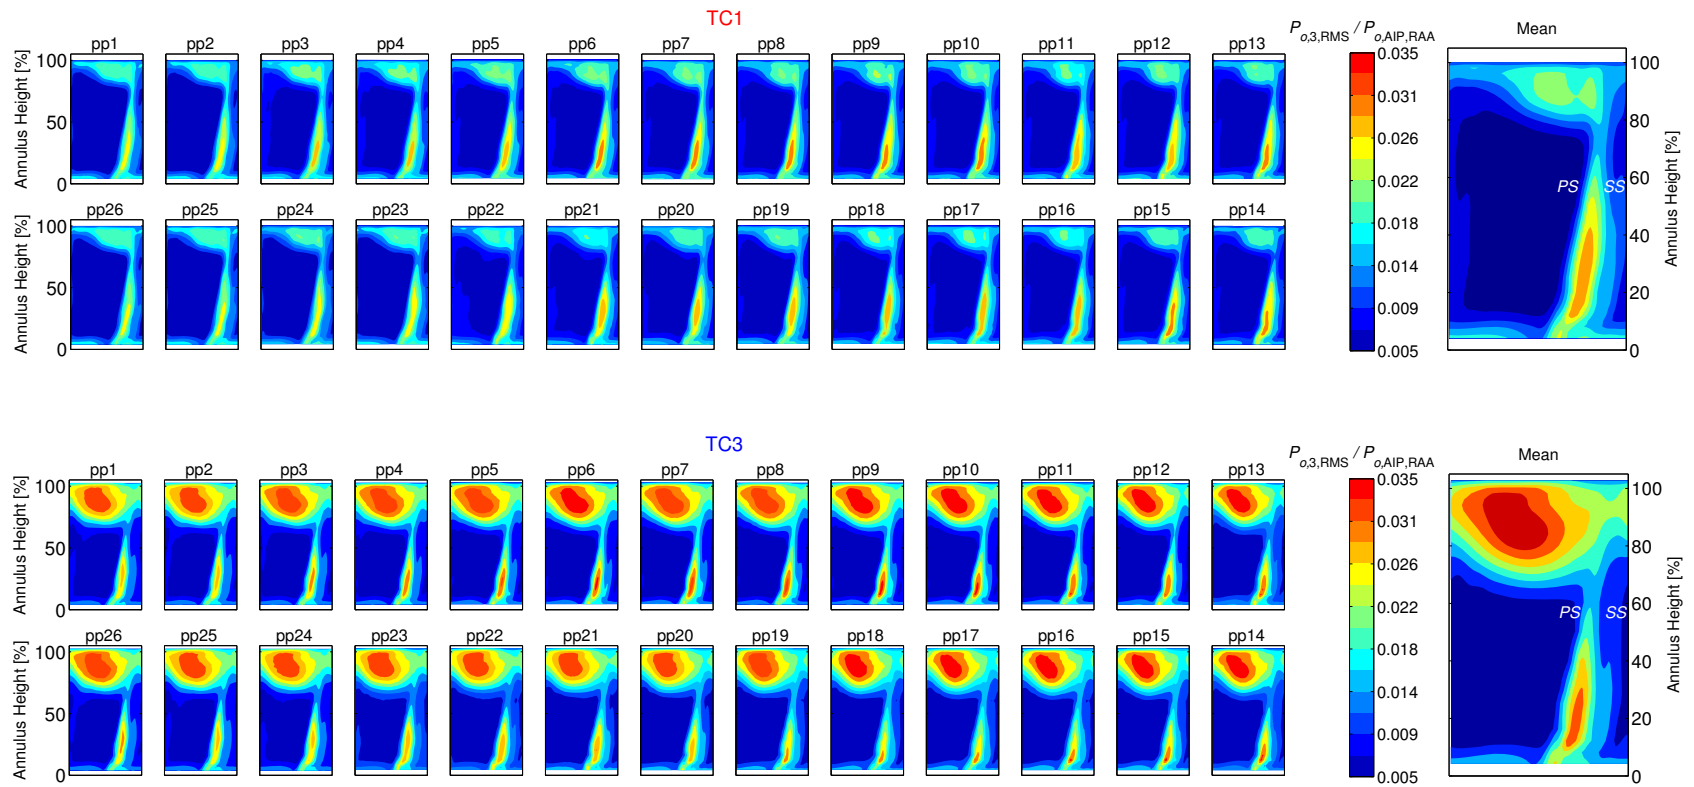 TC1
pp1 pp2 pp3 pp4 pp5 pp6 pp7 pp8 pp9 pp10 pp11 pp12 pp13
Annulus Height [%]
100
50
0
pp26 pp25 pp24 pp23 pp22 pp21 pp20 pp19 pp18 pp17 pp16 pp15 pp14
Annulus Height [%]
100
50
0
P o,3,RMS / P o,AIP,RAA
0.035
0.031
0.026
0.022
0.018
0.014
0.009
0.005
Mean
PS SS
100
80
60
40
20
0
Annulus Height [%]
TC3
pp1 pp2 pp3 pp4 pp5 pp6 pp7 pp8 pp9 pp10 pp11 pp12 pp13
Annulus Height [%]
100
50
0
pp26 pp25 pp24 pp23 pp22 pp21 pp20 pp19 pp18 pp17 pp16 pp15 pp14
Annulus Height [%]
100
50
0
P o,3,RMS / P o,AIP,RAA
0.035
0.031
0.026
0.022
0.018
0.014
0.009
0.005
Mean
PS SS
100
80
60
40
20
0
Annulus Height [%]